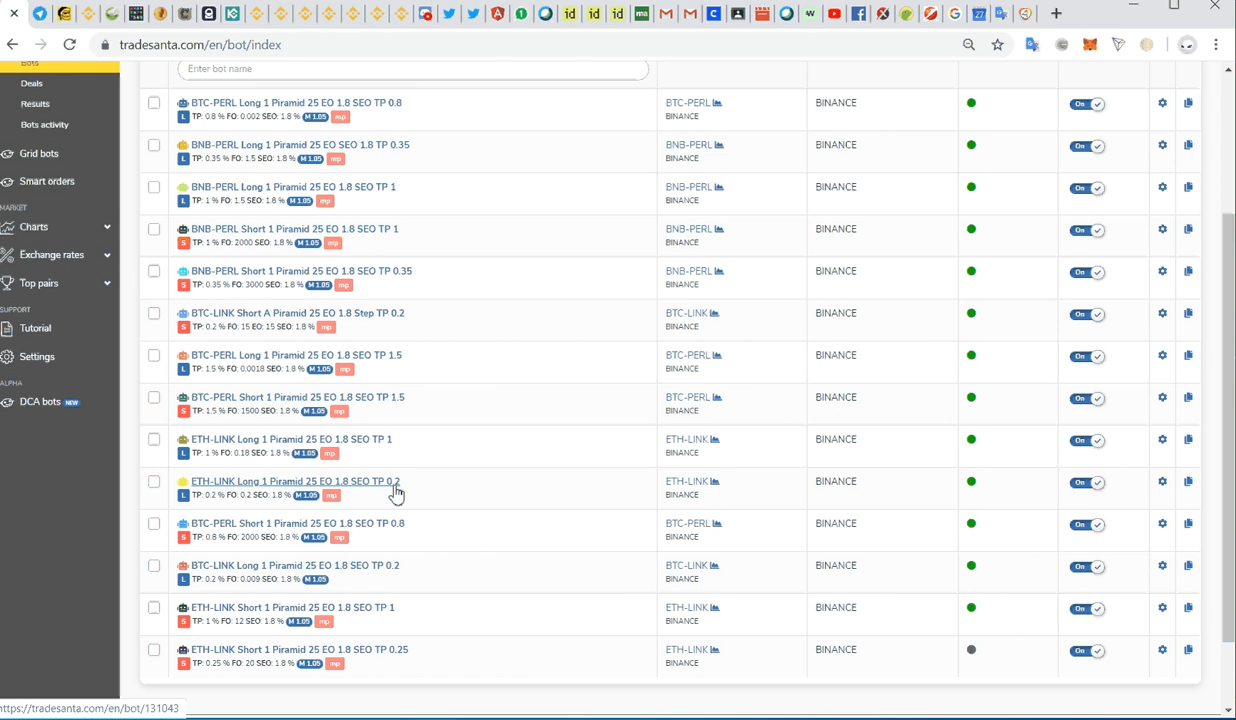 tradesanta.com/en/bot/index
Bots
Deals
Results
Bots activity
Grid bots
Smart orders
MARKET
Charts
Exchange rates
Top pairs
SUPPORT
Tutorial
Settings
ALPHA
DCA bots NEW
Enter bot name
BTC-PERL Long 1 Piramid 25 EO 1.8 SEO TP 0.8 BTC-PERL BINANCE On
L TP: 0.8 % FO: 0.002 SEO: 1.8 % M 1.05 mp BINANCE
BNB-PERL Long 1 Piramid 25 EO SEO 1.8 TP 0.35 BNB-PERL BINANCE On
L TP: 0.35 % FO: 1.5 SEO: 1.8 % M 1.05 mp BINANCE
BNB-PERL Long 1 Piramid 25 EO 1.8 SEO TP 1 BNB-PERL BINANCE On
L TP: 1 % FO: 1.5 SEO: 1.8 % M 1.05 mp BINANCE
BNB-PERL Short 1 Piramid 25 EO 1.8 SEO TP 1 BNB-PERL BINANCE On
S TP: 1 % FO: 2000 SEO: 1.8 % M 1.05 mp BINANCE
BNB-PERL Short 1 Piramid 25 EO 1.8 SEO TP 0.35 BNB-PERL BINANCE On
S TP: 0.35 % FO: 3000 SEO: 1.8 % M 1.05 mp BINANCE
BTC-LINK Short A Piramid 25 EO 1.8 Step TP 0.2 BTC-LINK BINANCE On
S TP: 0.2 % FO: 15 EO: 15 SEO: 1.8 % mp BINANCE
BTC-PERL Long 1 Piramid 25 EO 1.8 SEO TP 1.5 BTC-PERL BINANCE On
L TP: 1.5 % FO: 0.0018 SEO: 1.8 % M 1.05 mp BINANCE
BTC-PERL Short 1 Piramid 25 EO 1.8 SEO TP 1.5 BTC-PERL BINANCE On
S TP: 1.5 % FO: 1500 SEO: 1.8 % M 1.05 mp BINANCE
ETH-LINK Long 1 Piramid 25 EO 1.8 SEO TP 1 ETH-LINK BINANCE On
L TP: 1 % FO: 0.18 SEO: 1.8 % M 1.05 mp BINANCE
ETH-LINK Long 1 Piramid 25 EO 1.8 SEO TP 0.2 ETH-LINK BINANCE On
L TP: 0.2 % FO: 0.2 SEO: 1.8 % M 1.05 mp BINANCE
BTC-PERL Short 1 Piramid 25 EO 1.8 SEO TP 0.8 BTC-PERL BINANCE On
S TP: 0.8 % FO: 2000 SEO: 1.8 % M 1.05 mp BINANCE
BTC-LINK Long 1 Piramid 25 EO 1.8 SEO TP 0.2 BTC-LINK BINANCE On
L TP: 0.2 % FO: 0.009 SEO: 1.8 % M 1.05 BINANCE
ETH-LINK Short 1 Piramid 25 EO 1.8 SEO TP 1 ETH-LINK BINANCE On
S TP: 1 % FO: 12 SEO: 1.8 % M 1.05 mp BINANCE
ETH-LINK Short 1 Piramid 25 EO 1.8 SEO TP 0.25 ETH-LINK BINANCE On
S TP: 0.25 % FO: 20 SEO: 1.8 % M 1.05 mp BINANCE
https://tradesanta.com/en/bot/131043